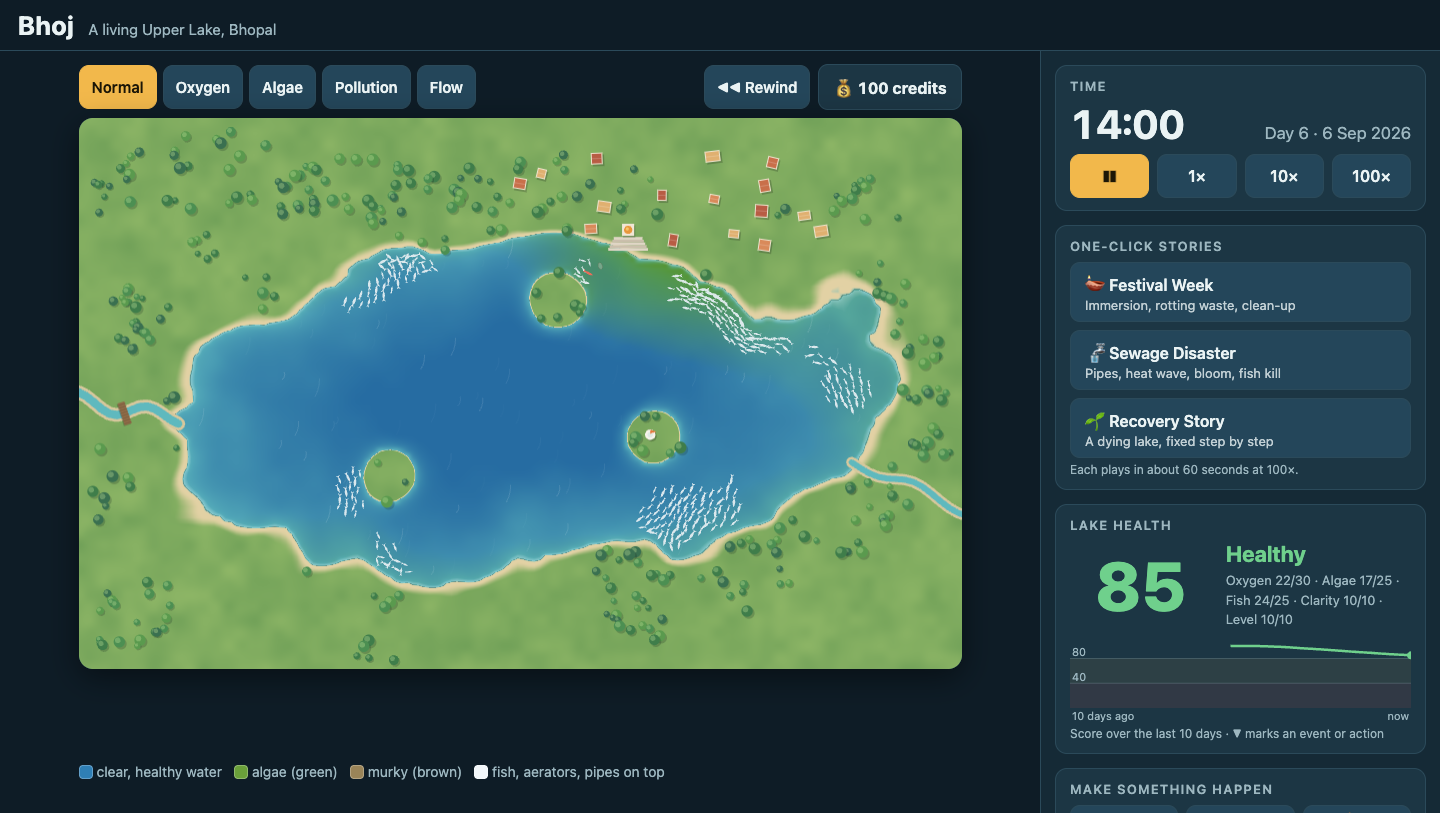 Bhoj A living Upper Lake, Bhopal
Normal Oxygen Algae Pollution Flow
Rewind 100 credits
clear, healthy water algae (green) murky (brown) fish, aerators, pipes on top
TIME
14:00 Day 6 · 6 Sep 2026
1× 10× 100×
ONE-CLICK STORIES
Festival Week
Immersion, rotting waste, clean-up
Sewage Disaster
Pipes, heat wave, bloom, fish kill
Recovery Story
A dying lake, fixed step by step
Each plays in about 60 seconds at 100×.
LAKE HEALTH
85
Healthy
Oxygen 22/30 · Algae 17/25 ·
Fish 24/25 · Clarity 10/10 ·
Level 10/10
80
40
10 days ago now
Score over the last 10 days · ▼ marks an event or action
MAKE SOMETHING HAPPEN